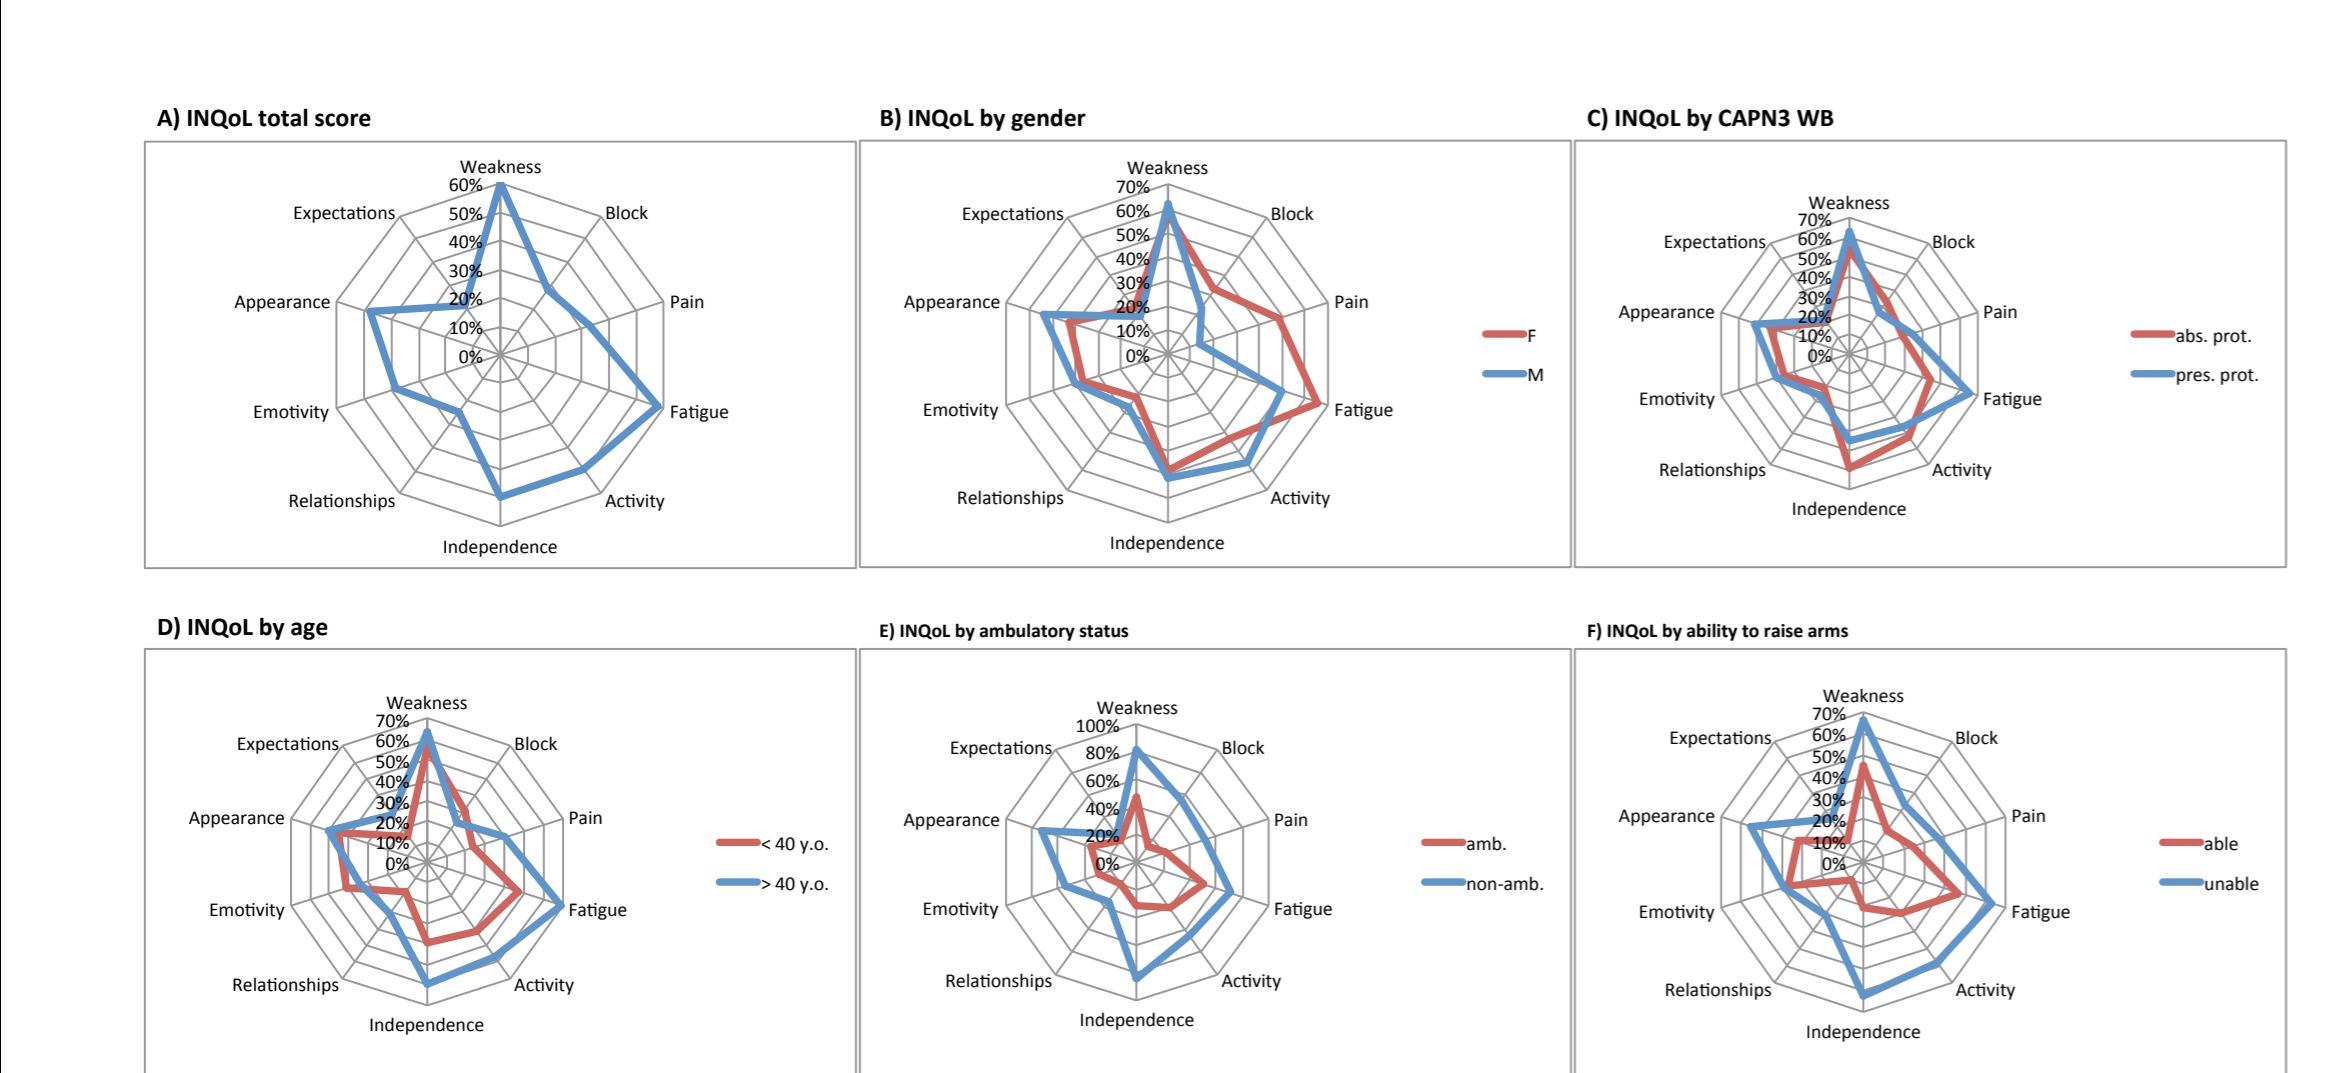 A) INQoL total score
Weakness
60%
50%
40%
30%
20%
10%
0%
Block
Pain
Fatigue
Activity
Independence
Relationships
Emotivity
Appearance
Expectations
B) INQoL by gender
Weakness
70%
60%
50%
40%
30%
20%
10%
0%
Block
Pain
Fatigue
Activity
Independence
Relationships
Emotivity
Appearance
Expectations
F
M
C) INQoL by CAPN3 WB
Weakness
70%
60%
50%
40%
30%
20%
10%
0%
Block
Pain
Fatigue
Activity
Independence
Relationships
Emotivity
Appearance
Expectations
abs. prot.
pres. prot.
D) INQoL by age
Weakness
70%
60%
50%
40%
30%
20%
10%
0%
Block
Pain
Fatigue
Activity
Independence
Relationships
Emotivity
Appearance
Expectations
< 40 y.o.
> 40 y.o.
E) INQoL by ambulatory status
Weakness
100%
80%
60%
40%
20%
0%
Block
Pain
Fatigue
Activity
Independence
Relationships
Emotivity
Appearance
Expectations
amb.
non-amb.
F) INQoL by ability to raise arms
Weakness
70%
60%
50%
40%
30%
20%
10%
0%
Block
Pain
Fatigue
Activity
Independence
Relationships
Emotivity
Appearance
Expectations
able
unable